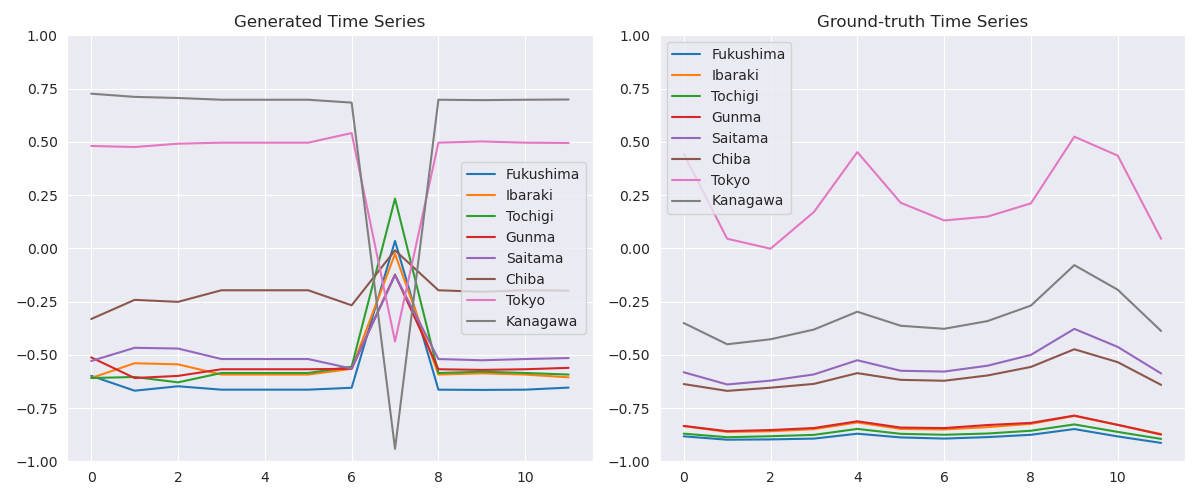 Generated Time Series
1.00
0.75
0.50
0.25
0.00
−0.25
−0.50
−0.75
−1.00
0 2 4 6 8 10
Fukushima
Ibaraki
Tochigi
Gunma
Saitama
Chiba
Tokyo
Kanagawa
Ground-truth Time Series
1.00
0.75
0.50
0.25
0.00
−0.25
−0.50
−0.75
−1.00
0 2 4 6 8 10
Fukushima
Ibaraki
Tochigi
Gunma
Saitama
Chiba
Tokyo
Kanagawa